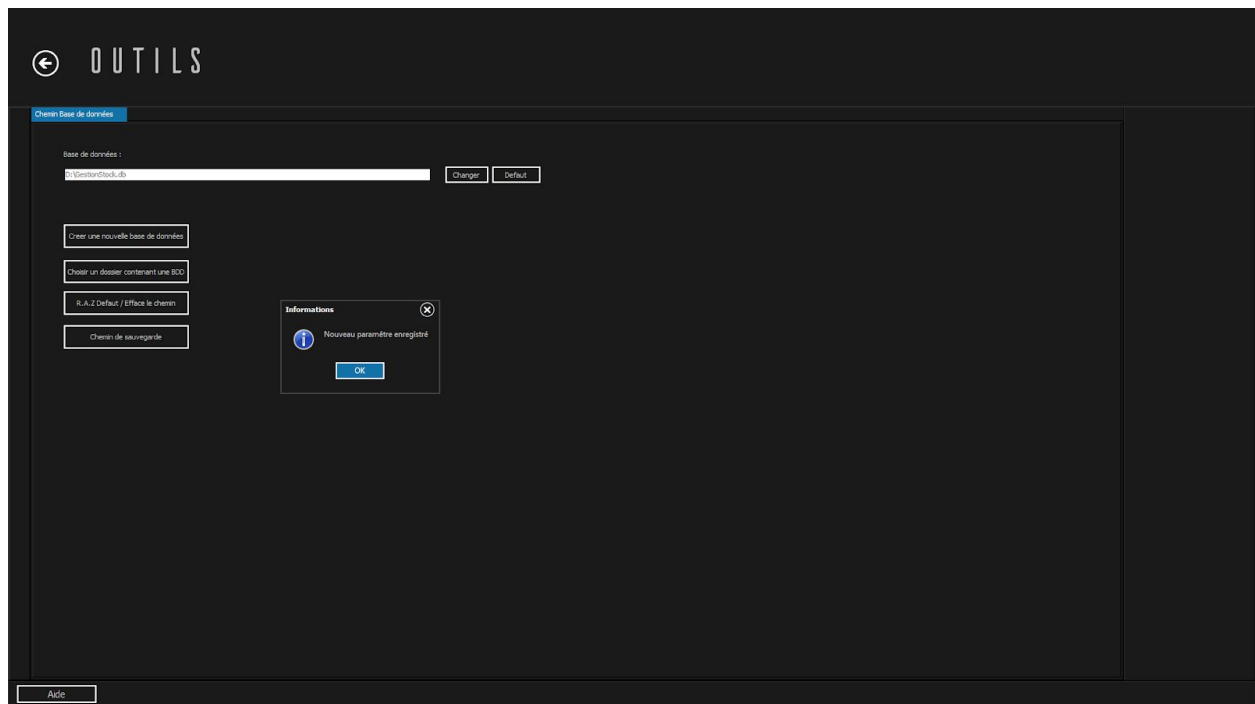 OUTILS
Chemin Base de données
Base de données :
D:\GestionStock.db
Changer
Defaut
Creer une nouvelle base de données
Choisir un dossier contenant une BDD
R.A.Z Defaut / Efface le chemin
Chemin de sauvegarde
Informations
Nouveau paramètre enregistré
OK
Aide